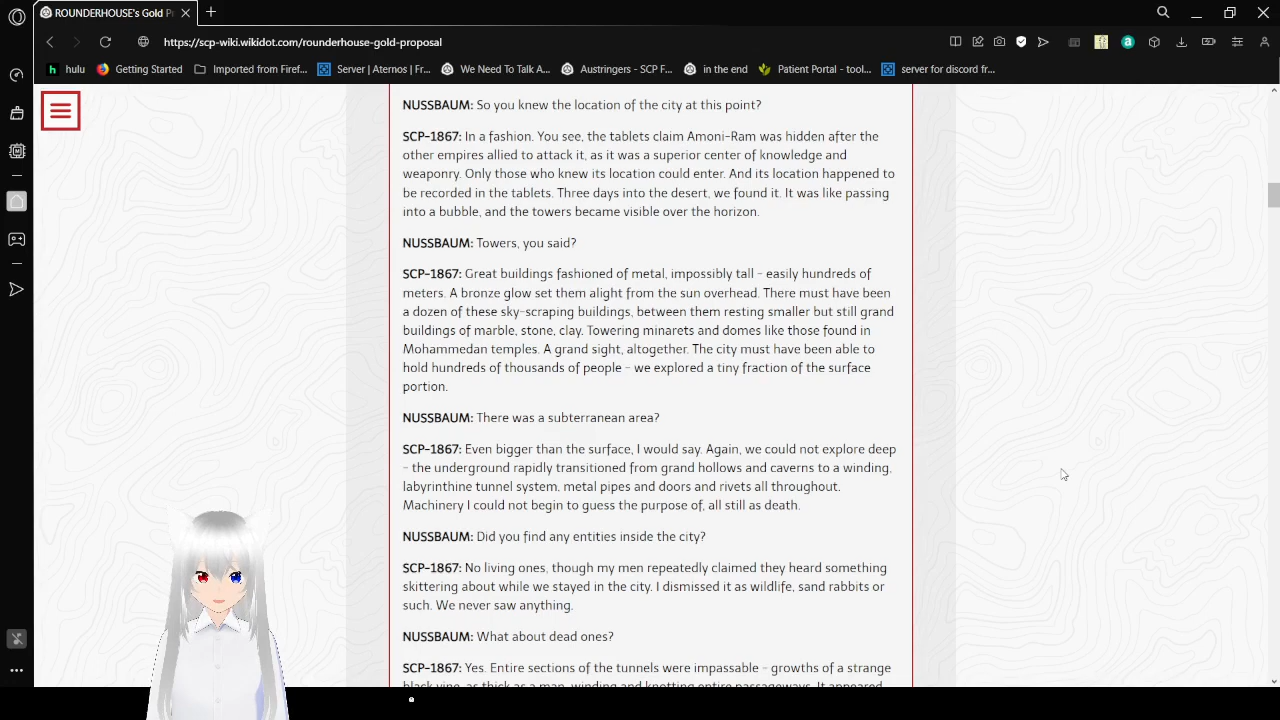 ROUNDERHOUSE's Gold P
https://scp-wiki.wikidot.com/rounderhouse-gold-proposal
hulu Getting Started Imported from Firef... Server | Aternos | Fr... We Need To Talk A... Austringers - SCP F... in the end Patient Portal - tool... server for discord fr...
NUSSBAUM: So you knew the location of the city at this point?
SCP-1867: In a fashion. You see, the tablets claim Amoni-Ram was hidden after the
other empires allied to attack it, as it was a superior center of knowledge and
weaponry. Only those who knew its location could enter. And its location happened to
be recorded in the tablets. Three days into the desert, we found it. It was like passing
into a bubble, and the towers became visible over the horizon.
NUSSBAUM: Towers, you said?
SCP-1867: Great buildings fashioned of metal, impossibly tall - easily hundreds of
meters. A bronze glow set them alight from the sun overhead. There must have been
a dozen of these sky-scraping buildings, between them resting smaller but still grand
buildings of marble, stone, clay. Towering minarets and domes like those found in
Mohammedan temples. A grand sight, altogether. The city must have been able to
hold hundreds of thousands of people - we explored a tiny fraction of the surface
portion.
NUSSBAUM: There was a subterranean area?
SCP-1867: Even bigger than the surface, I would say. Again, we could not explore deep
- the underground rapidly transitioned from grand hollows and caverns to a winding,
labyrinthine tunnel system, metal pipes and doors and rivets all throughout.
Machinery I could not begin to guess the purpose of, all still as death.
NUSSBAUM: Did you find any entities inside the city?
SCP-1867: No living ones, though my men repeatedly claimed they heard something
skittering about while we stayed in the city. I dismissed it as wildlife, sand rabbits or
such. We never saw anything.
NUSSBAUM: What about dead ones?
SCP-1867: Yes. Entire sections of the tunnels were impassable - growths of a strange
black vine, as thick as a man, winding and knotting entire passageways. It appeared